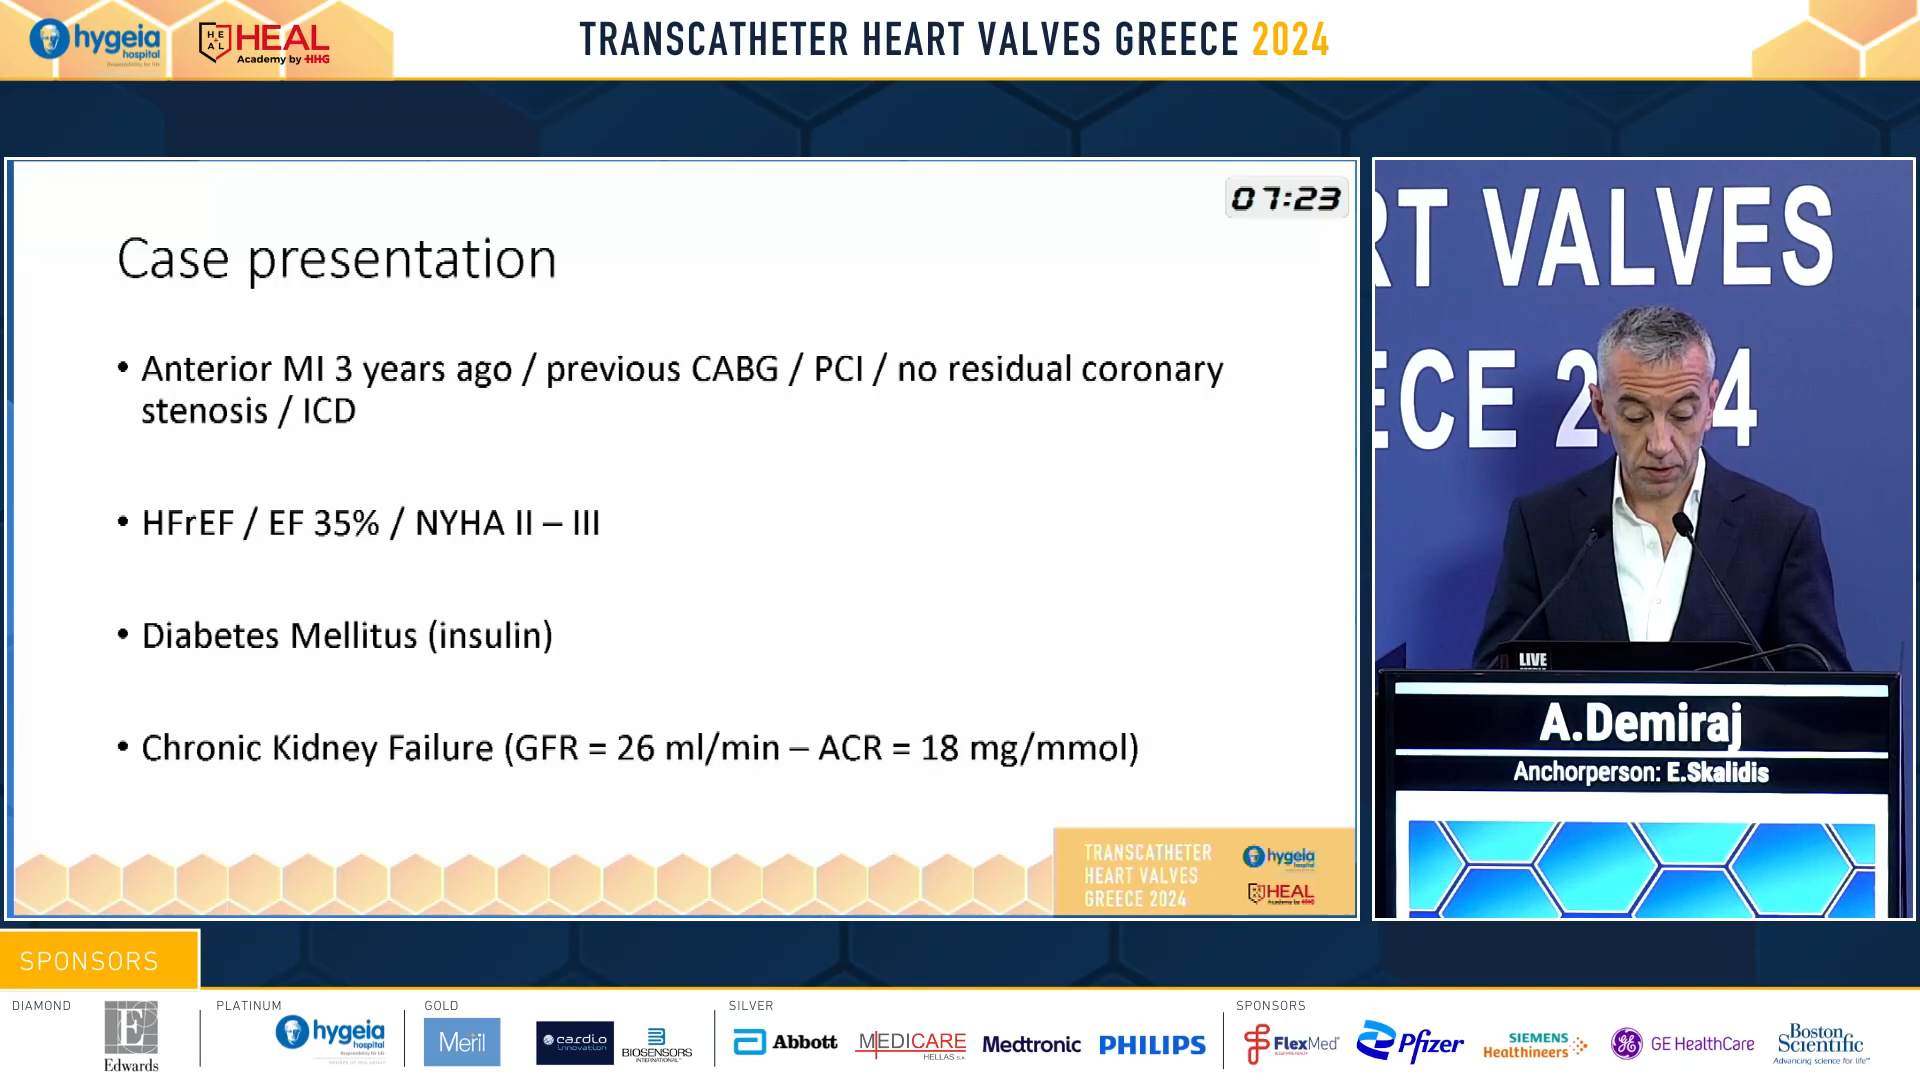 hygeia
hospital
HEAL
HEAL
Academy by HHG
TRANSCATHETER HEART VALVES GREECE 2024
07:23
Case presentation
• Anterior MI 3 years ago / previous CABG / PCI / no residual coronary
stenosis / ICD
• HFrEF / EF 35% / NYHA II – III
• Diabetes Mellitus (insulin)
• Chronic Kidney Failure (GFR = 26 ml/min – ACR = 18 mg/mmol)
TRANSCATHETER
HEART VALVES
GREECE 2024
hygeia
HEAL
RT VALVES
ECE 2 4
LIVE
A.Demiraj
Anchorperson: E.Skalidis
SPONSORS
DIAMOND
E
Edwards
PLATINUM
hygeia
hospital
GOLD
Meril
cardio
innovation
BIOSENSORS
INTERNATIONAL
SILVER
Abbott
MEDICARE
HELLAS S.A.
Medtronic
PHILIPS
SPONSORS
FlexMed
Pfizer
SIEMENS
Healthineers
GE HealthCare
Boston
Scientific
Advancing science for life™